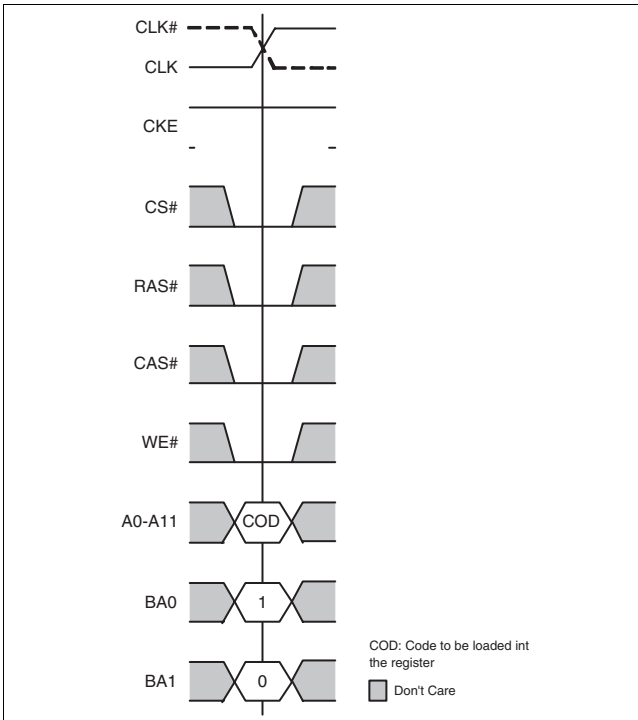 CLK#
CLK
CKE
CS#
RAS#
CAS#
WE#
A0-A11
COD
BA0
1
BA1
0
COD: Code to be loaded int
the register
Don't Care